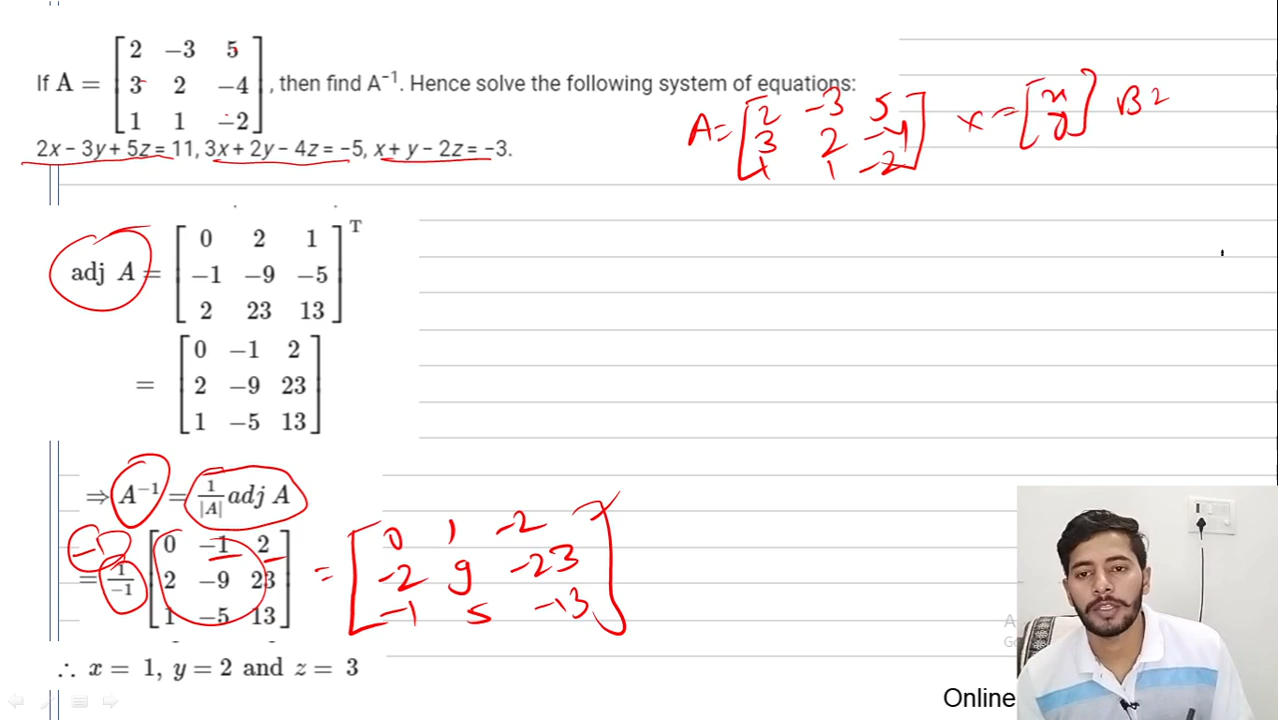 If A = [ 2 −3 5
3 2 −4
1 1 −2 ], then find A⁻¹. Hence solve the following system of equations:
2x − 3y + 5z = 11, 3x + 2y − 4z = −5, x + y − 2z = −3.
A = [ 2 −3 5
3 2 −4
1 1 −2 ] x = [ x
y ] B =
adj A = [ 0 2 1
−1 −9 −5
2 23 13 ]ᵀ
= [ 0 −1 2
2 −9 23
1 −5 13 ]
⇒ A⁻¹ = 1/|A| adj A
= 1/−1 [ 0 −1 2
2 −9 23
1 −5 13 ]
= [ 0 1 −2
−2 9 −23
−1 5 −13 ]
∴ x = 1, y = 2 and z = 3
Online